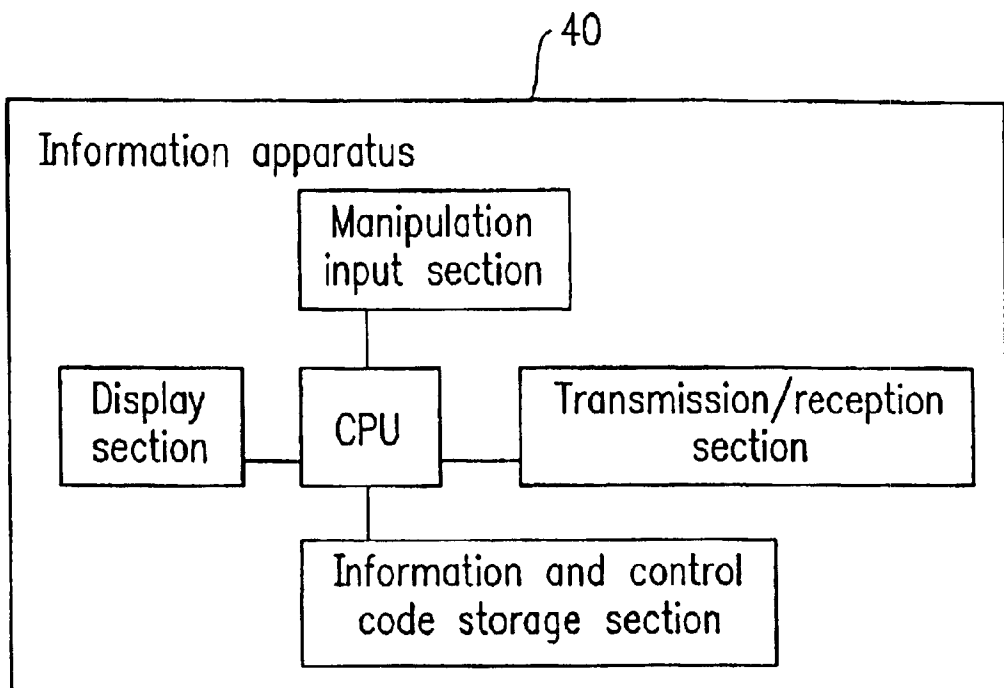 40
Information apparatus
Manipulation
input section
Display
section
CPU
Transmission/reception
section
Information and control
code storage section